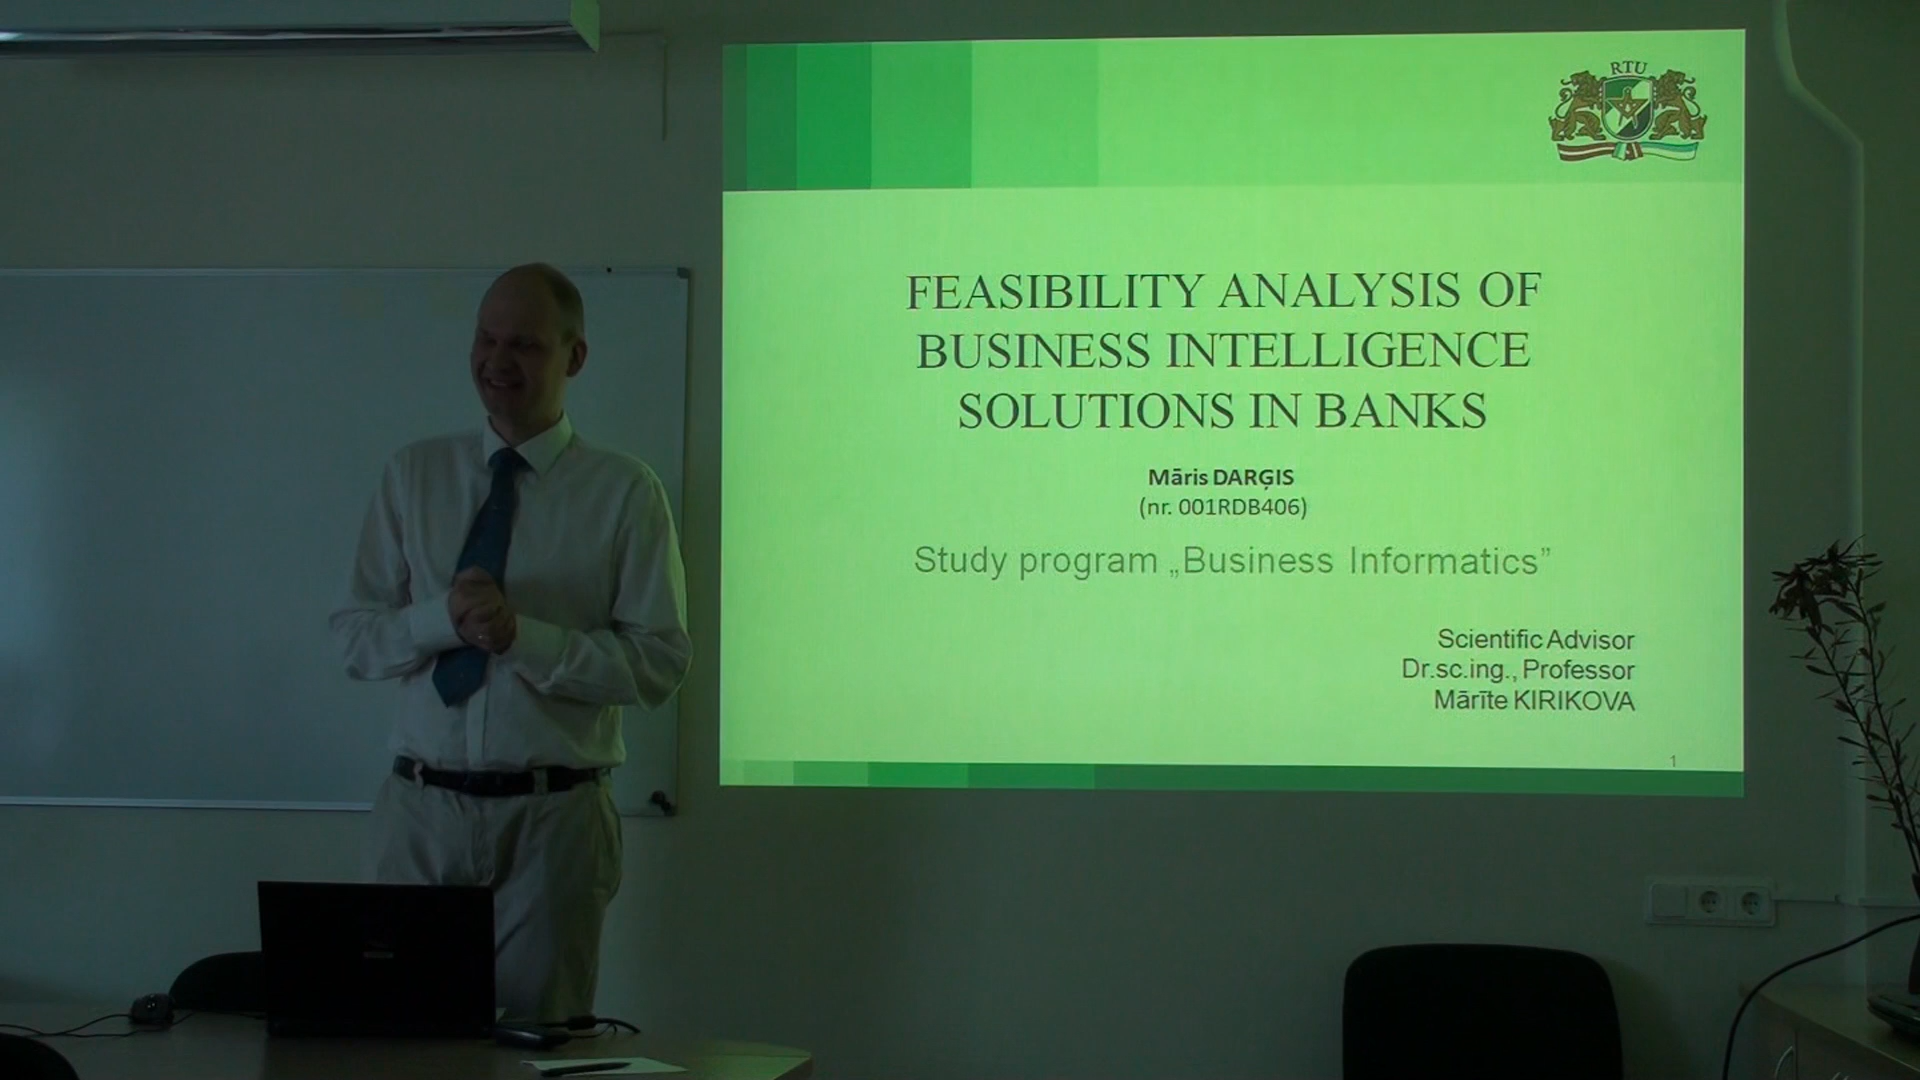 RTU
FEASIBILITY ANALYSIS OF
BUSINESS INTELLIGENCE
SOLUTIONS IN BANKS
Māris DARĢIS
(nr. 001RDB406)
Study program „Business Informatics”
Scientific Advisor
Dr.sc.ing., Professor
Mārīte KIRIKOVA
1